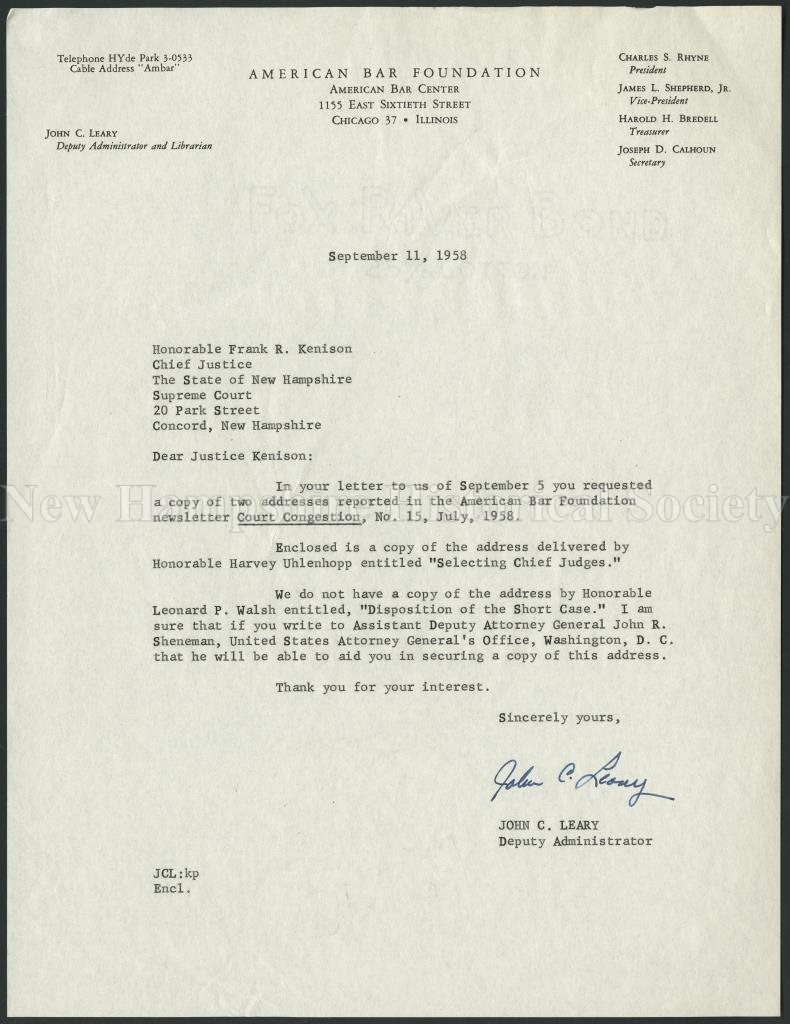 Telephone HYde Park 3-0533
Cable Address "Ambar"
John C. Leary
Deputy Administrator and Librarian
AMERICAN BAR FOUNDATION
American Bar Center
1155 East Sixtieth Street
Chicago 37 • Illinois
Charles S. Rhyne
President
James L. Shepherd, Jr.
Vice-President
Harold H. Bredell
Treasurer
Joseph D. Calhoun
Secretary
September 11, 1958
Honorable Frank R. Kenison
Chief Justice
The State of New Hampshire
Supreme Court
20 Park Street
Concord, New Hampshire
Dear Justice Kenison:
In your letter to us of September 5 you requested
a copy of two addresses reported in the American Bar Foundation
newsletter Court Congestion, No. 15, July, 1958.
New Hampshire Historical Society
Enclosed is a copy of the address delivered by
Honorable Harvey Uhlenhopp entitled "Selecting Chief Judges."
We do not have a copy of the address by Honorable
Leonard P. Walsh entitled, "Disposition of the Short Case."  I am
sure that if you write to Assistant Deputy Attorney General John R.
Sheneman, United States Attorney General's Office, Washington, D. C.
that he will be able to aid you in securing a copy of this address.
Thank you for your interest.
Sincerely yours,
John C. Leary
JOHN C. LEARY
Deputy Administrator
JCL:kp
Encl.